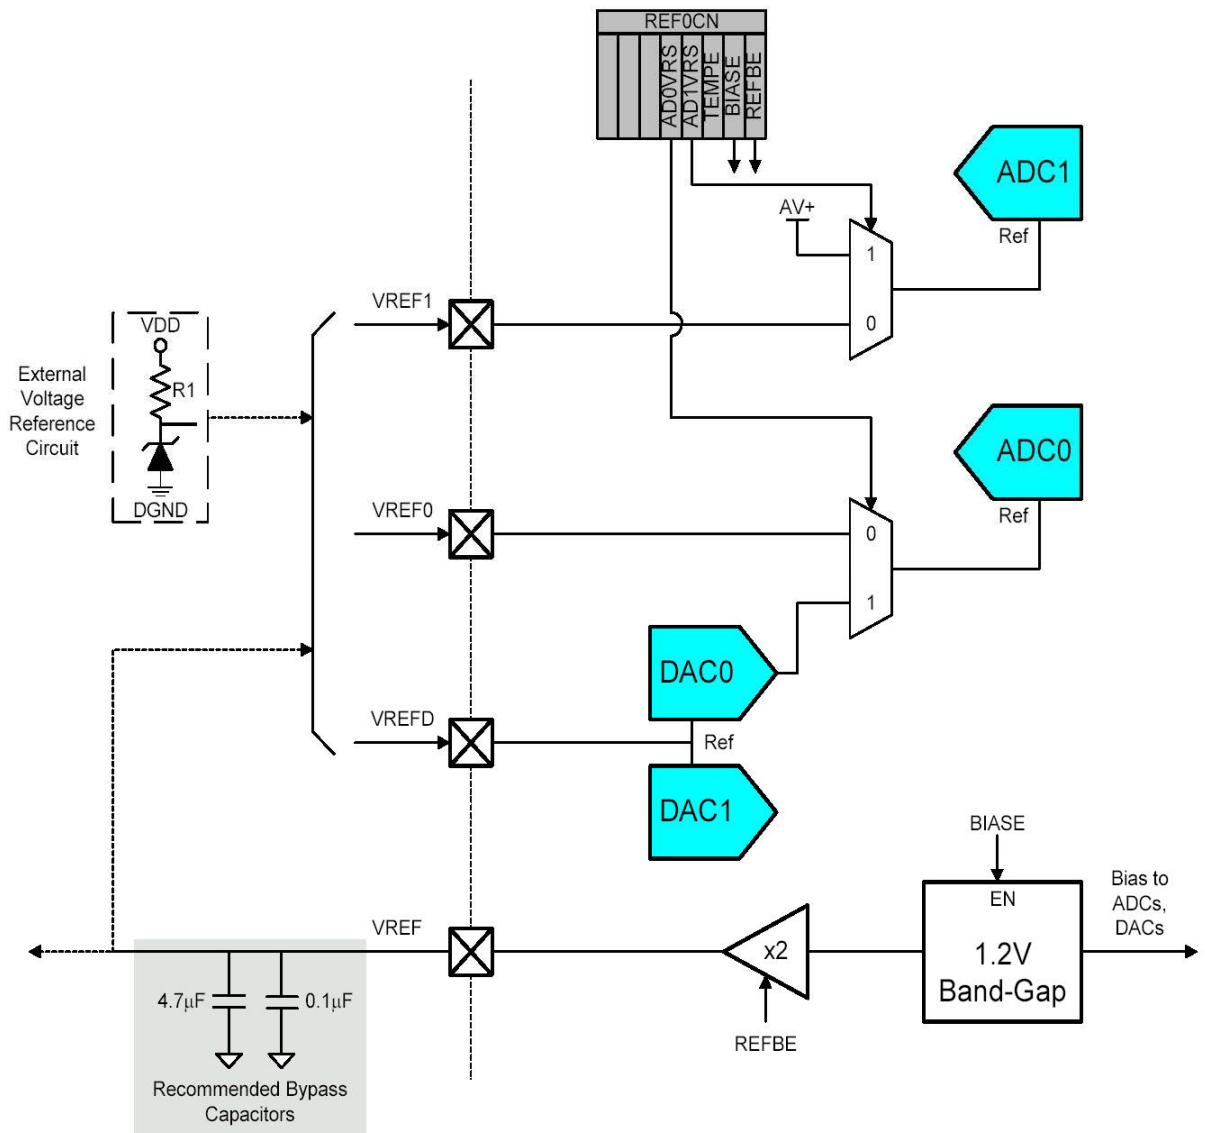 REF0CN
AD0VRS
AD1VRS
TEMPE
BIASE
REFBE
ADC1
Ref
AV+
1
0
VREF1
External
Voltage
Reference
Circuit
VDD
R1
DGND
ADC0
Ref
VREF0
0
1
DAC0
VREFD
Ref
DAC1
BIASE
EN
1.2V
Band-Gap
Bias to
ADCs,
DACs
VREF
x2
REFBE
4.7µF
0.1µF
Recommended Bypass
Capacitors